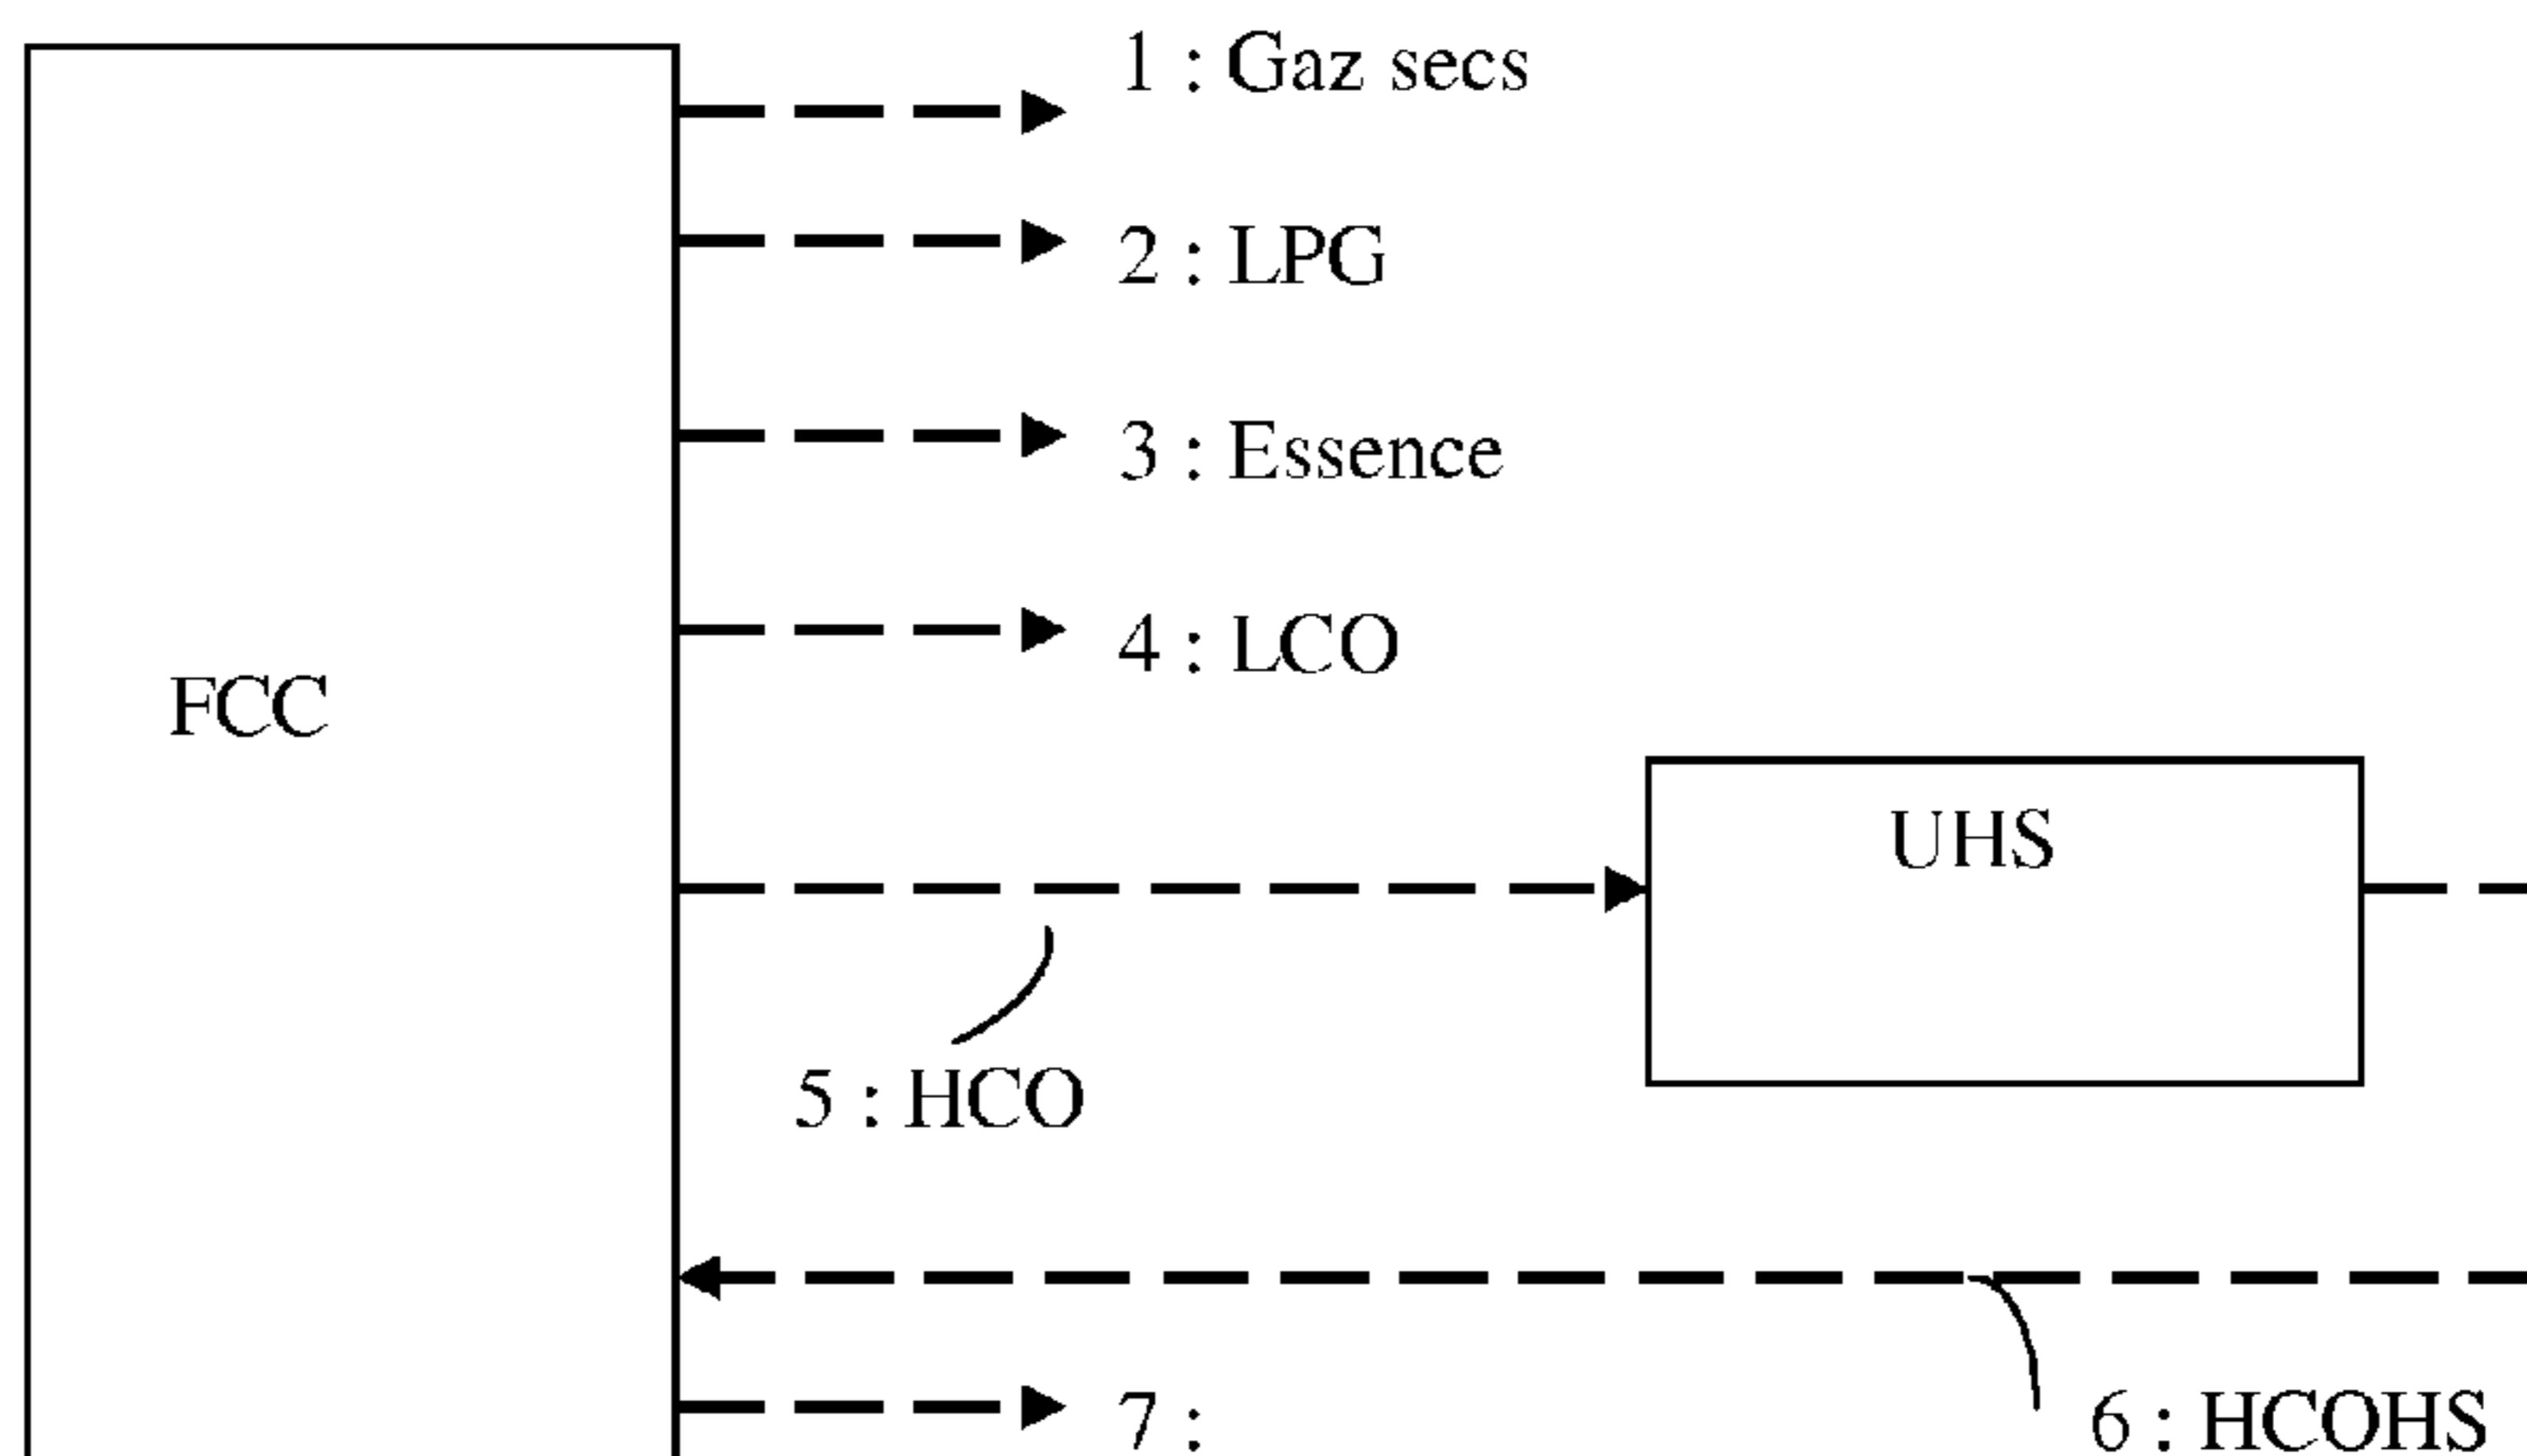 1 : Gaz secs
2 : LPG
3 : Essence
4 : LCO
FCC
UHS
5 : HCO
7 :
6 : HCOHS